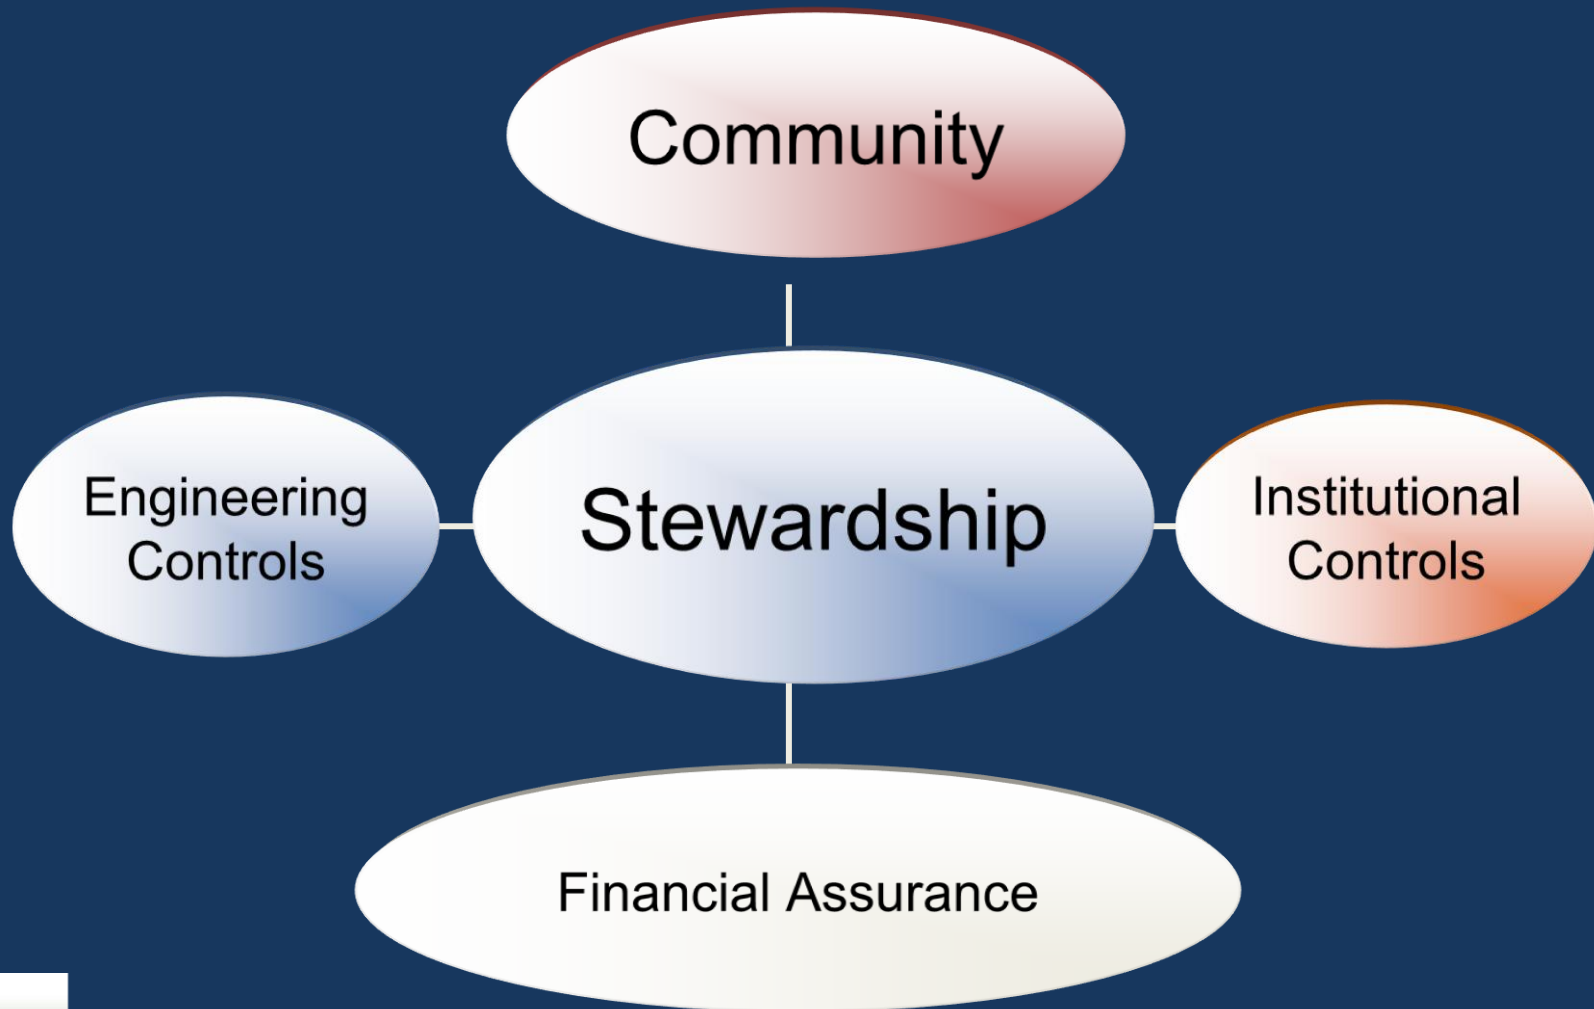 Community
Engineering
Controls
Stewardship
Institutional
Controls
Financial Assurance